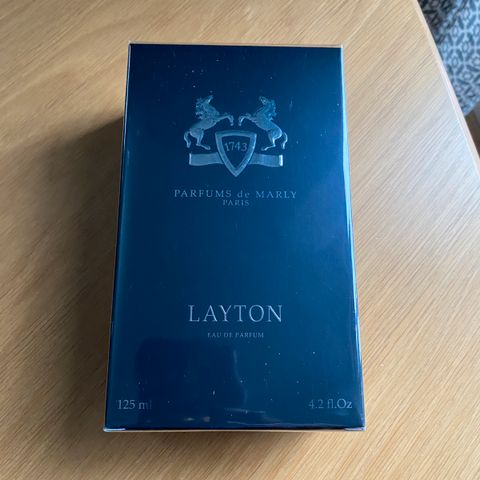 1743
PARFUMS de MARLY
PARIS
LAYTON
EAU DE PARFUM
125 ml 4.2 fl.Oz